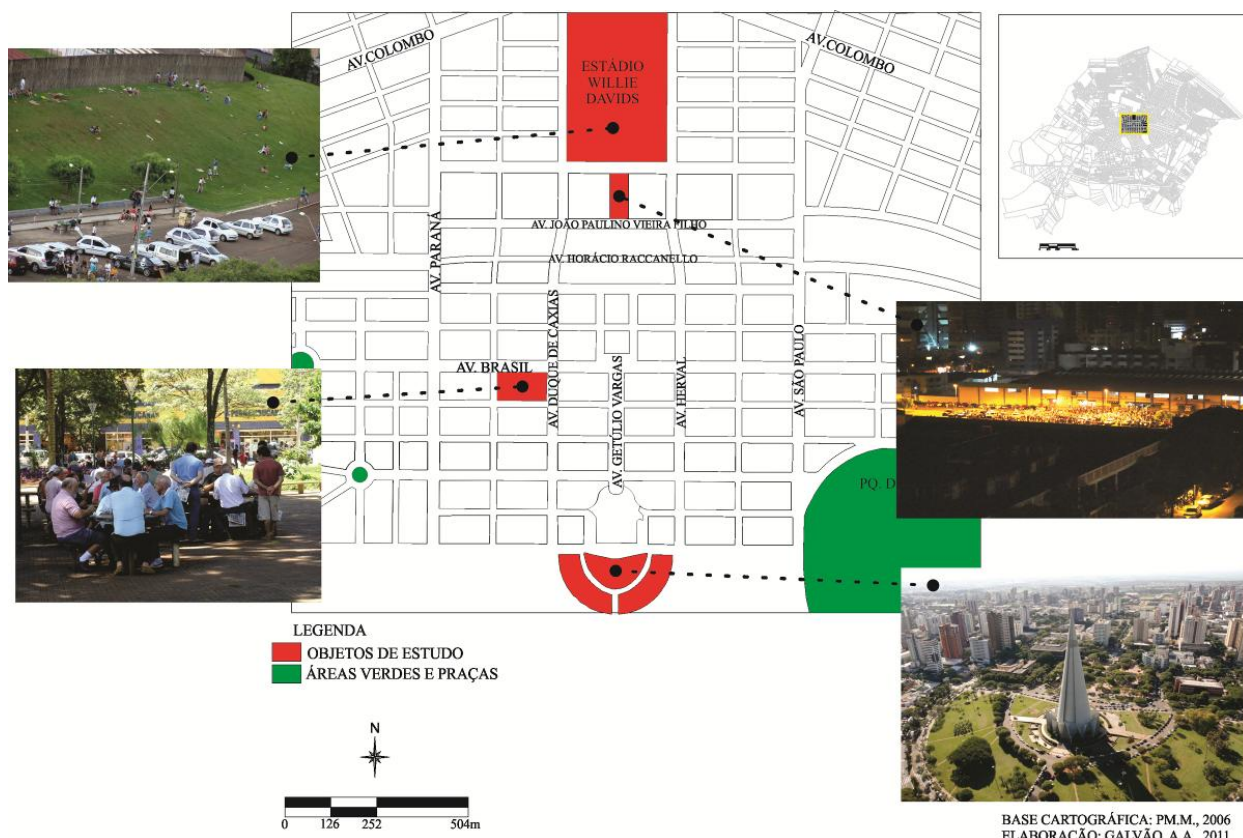 AV.COLOMBO
AV.COLOMBO
ESTÁDIO
WILLIE
DAVIDS
AV. JOÃO PAULINO VIEIRA FILHO
AV. PARANÁ
AV. HORÁCIO RACCANELLO
AV. BRASIL
AV. DUQUE DE CAXIAS
AV. GETÚLIO VARGAS
AV. HERVAL
AV. SÃO PAULO
PQ. D
LEGENDA
OBJETOS DE ESTUDO
ÁREAS VERDES E PRAÇAS
N
0 126 252 504m
BASE CARTOGRÁFICA: PM.M., 2006
ELABORAÇÃO: GALVÃO, A.A., 2011